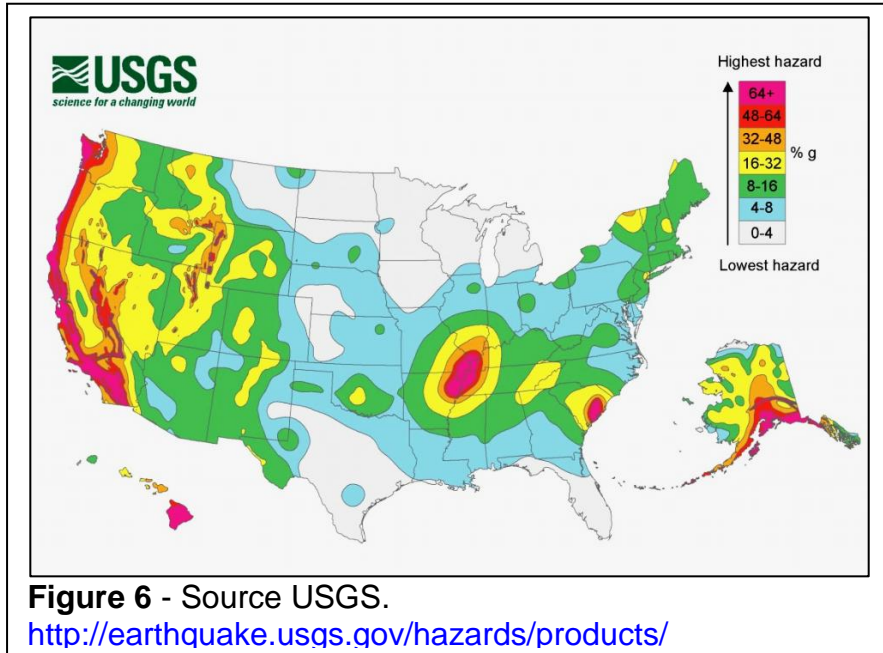 USGS
science for a changing world
Highest hazard
64+
48-64
32-48
16-32
8-16
4-8
0-4
% g
Lowest hazard
Figure 6 - Source USGS.
http://earthquake.usgs.gov/hazards/products/